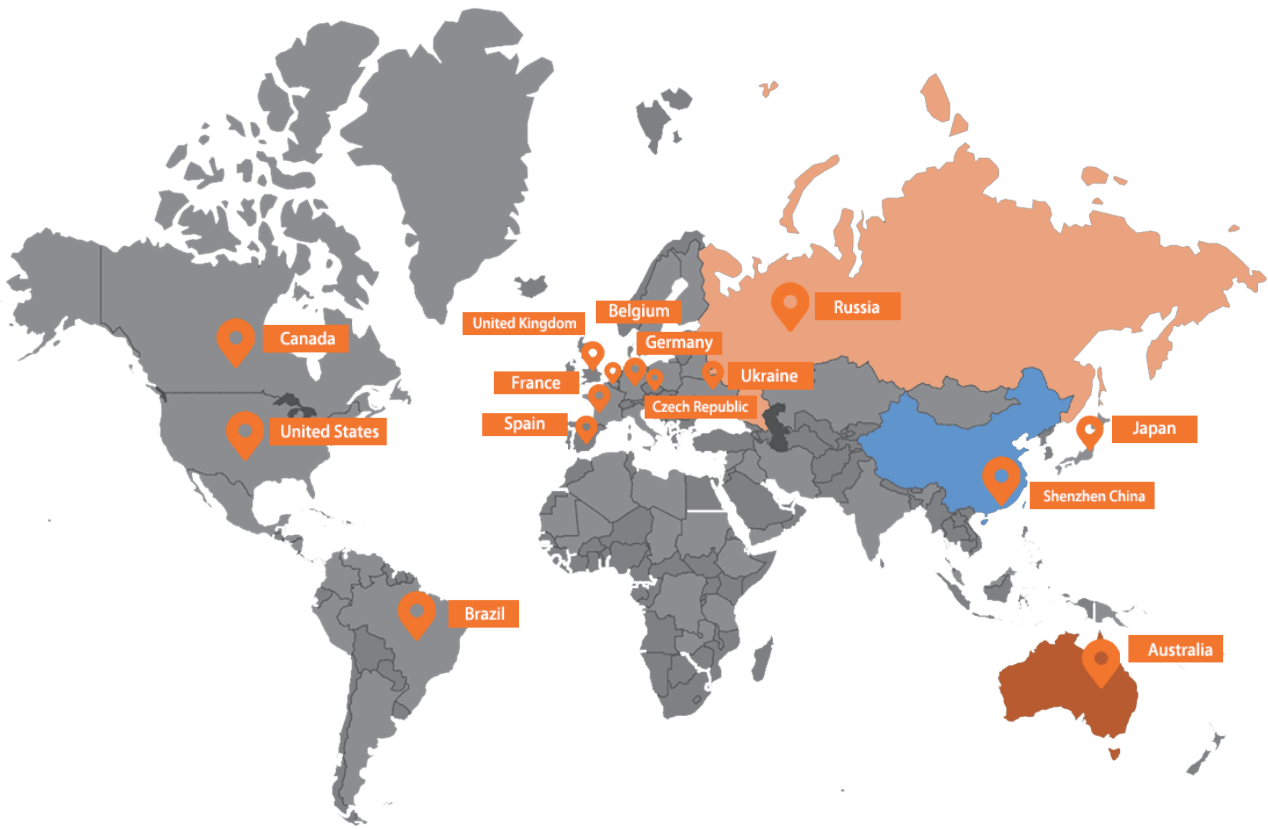 Belgium
Russia
United Kingdom
Canada
Germany
Ukraine
France
Czech Republic
Spain
United States
Japan
Shenzhen China
Brazil
Australia